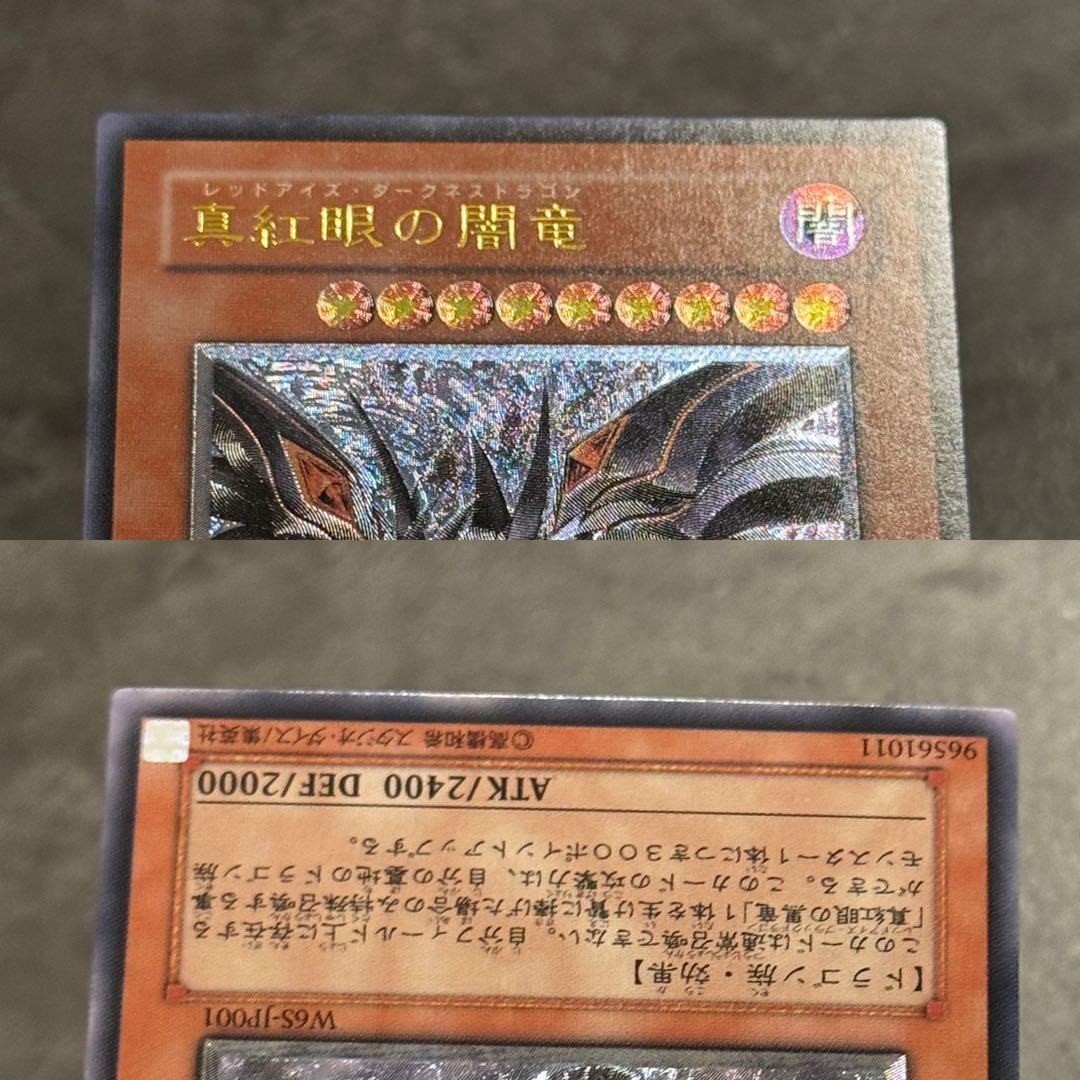 レッドアイズ・ダークネスドラゴン
真紅眼の闇竜
闇
W6S-JP001
【ドラゴン族・効果】
このカードは通常召喚できない。自分フィールド上に存在する
「真紅眼の黒竜」1体を生け贄に捧げた場合のみ特殊召喚する事
ができる。このカードの攻撃力は、自分の墓地のドラゴン族
モンスター1体につき300ポイントアップする。
ATK/2400 DEF/2000
96561011
©高橋和希 スタジオ・ダイス/集英社